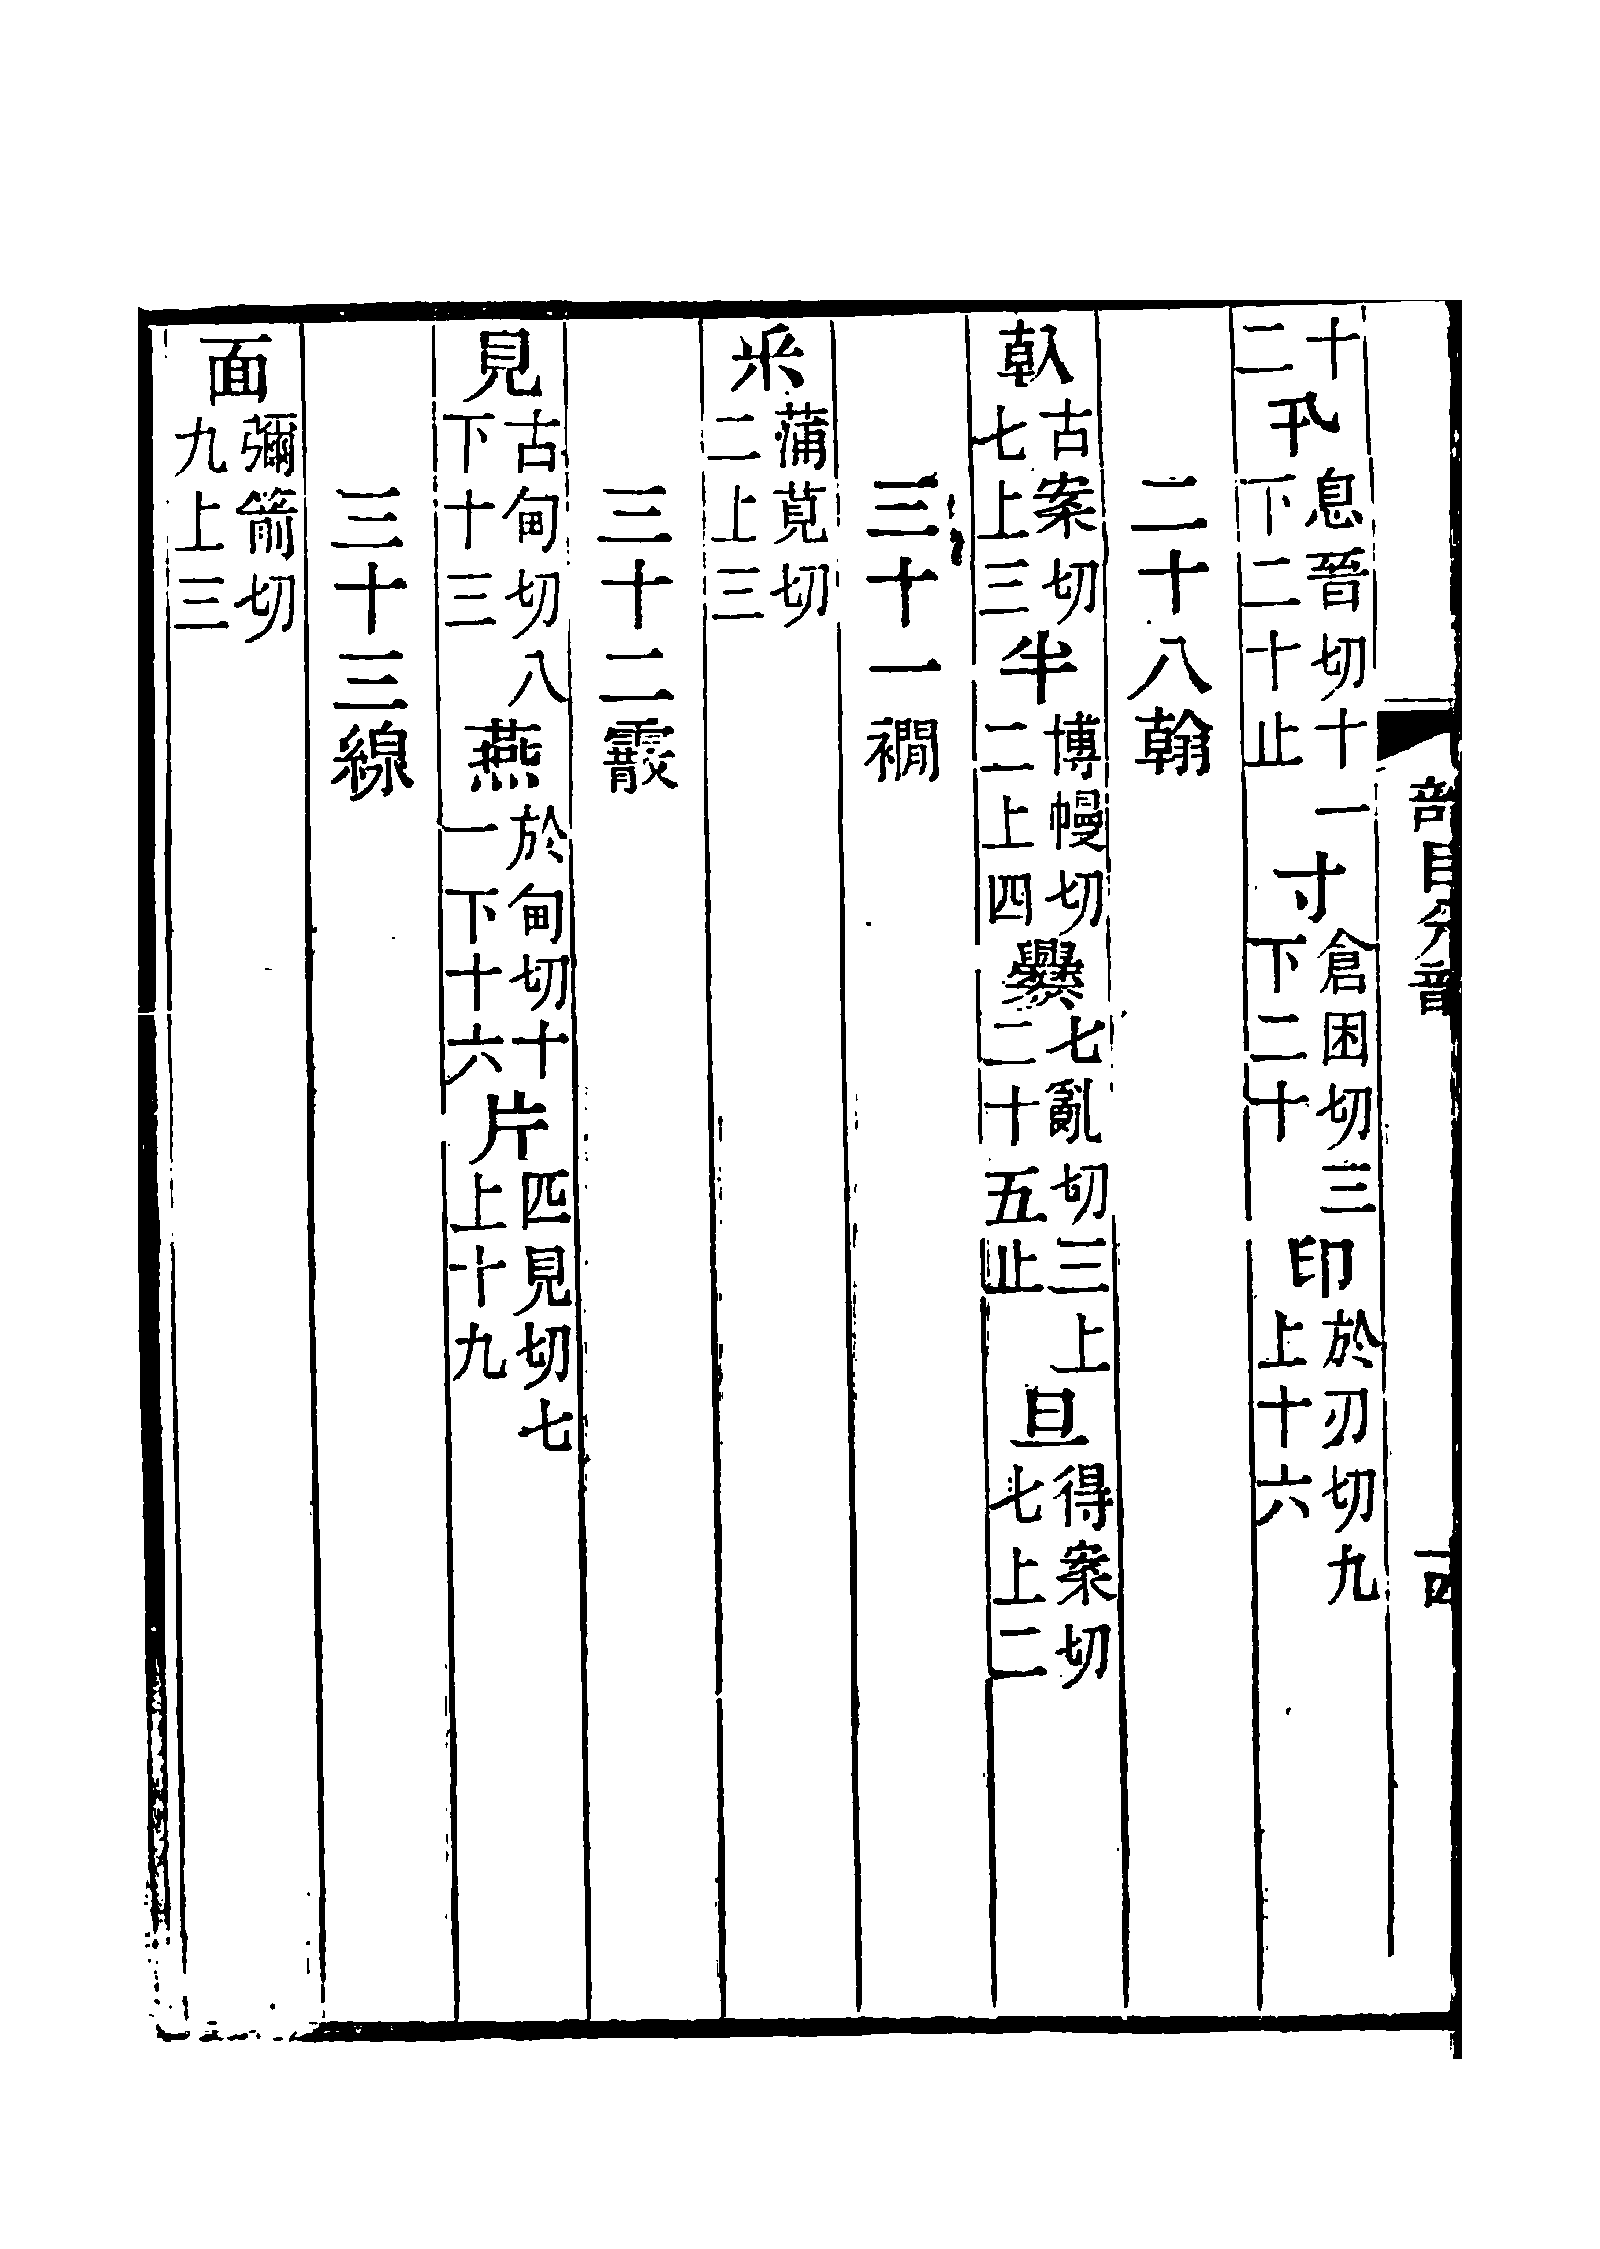 部目分韻 十四
十二卂息晉切十一下二十止寸倉困切三下二十印於刃切九上十六
二十八翰
倝古案切七上三半博幔切二上四爨七亂切三上二十五止旦得案切七上二
三十一襉
釆蒲莧切二上三
三十二霰
見古甸切八下十三燕於甸切十一下十六片匹見切七上十九
三十三線
面彌箭切九上三